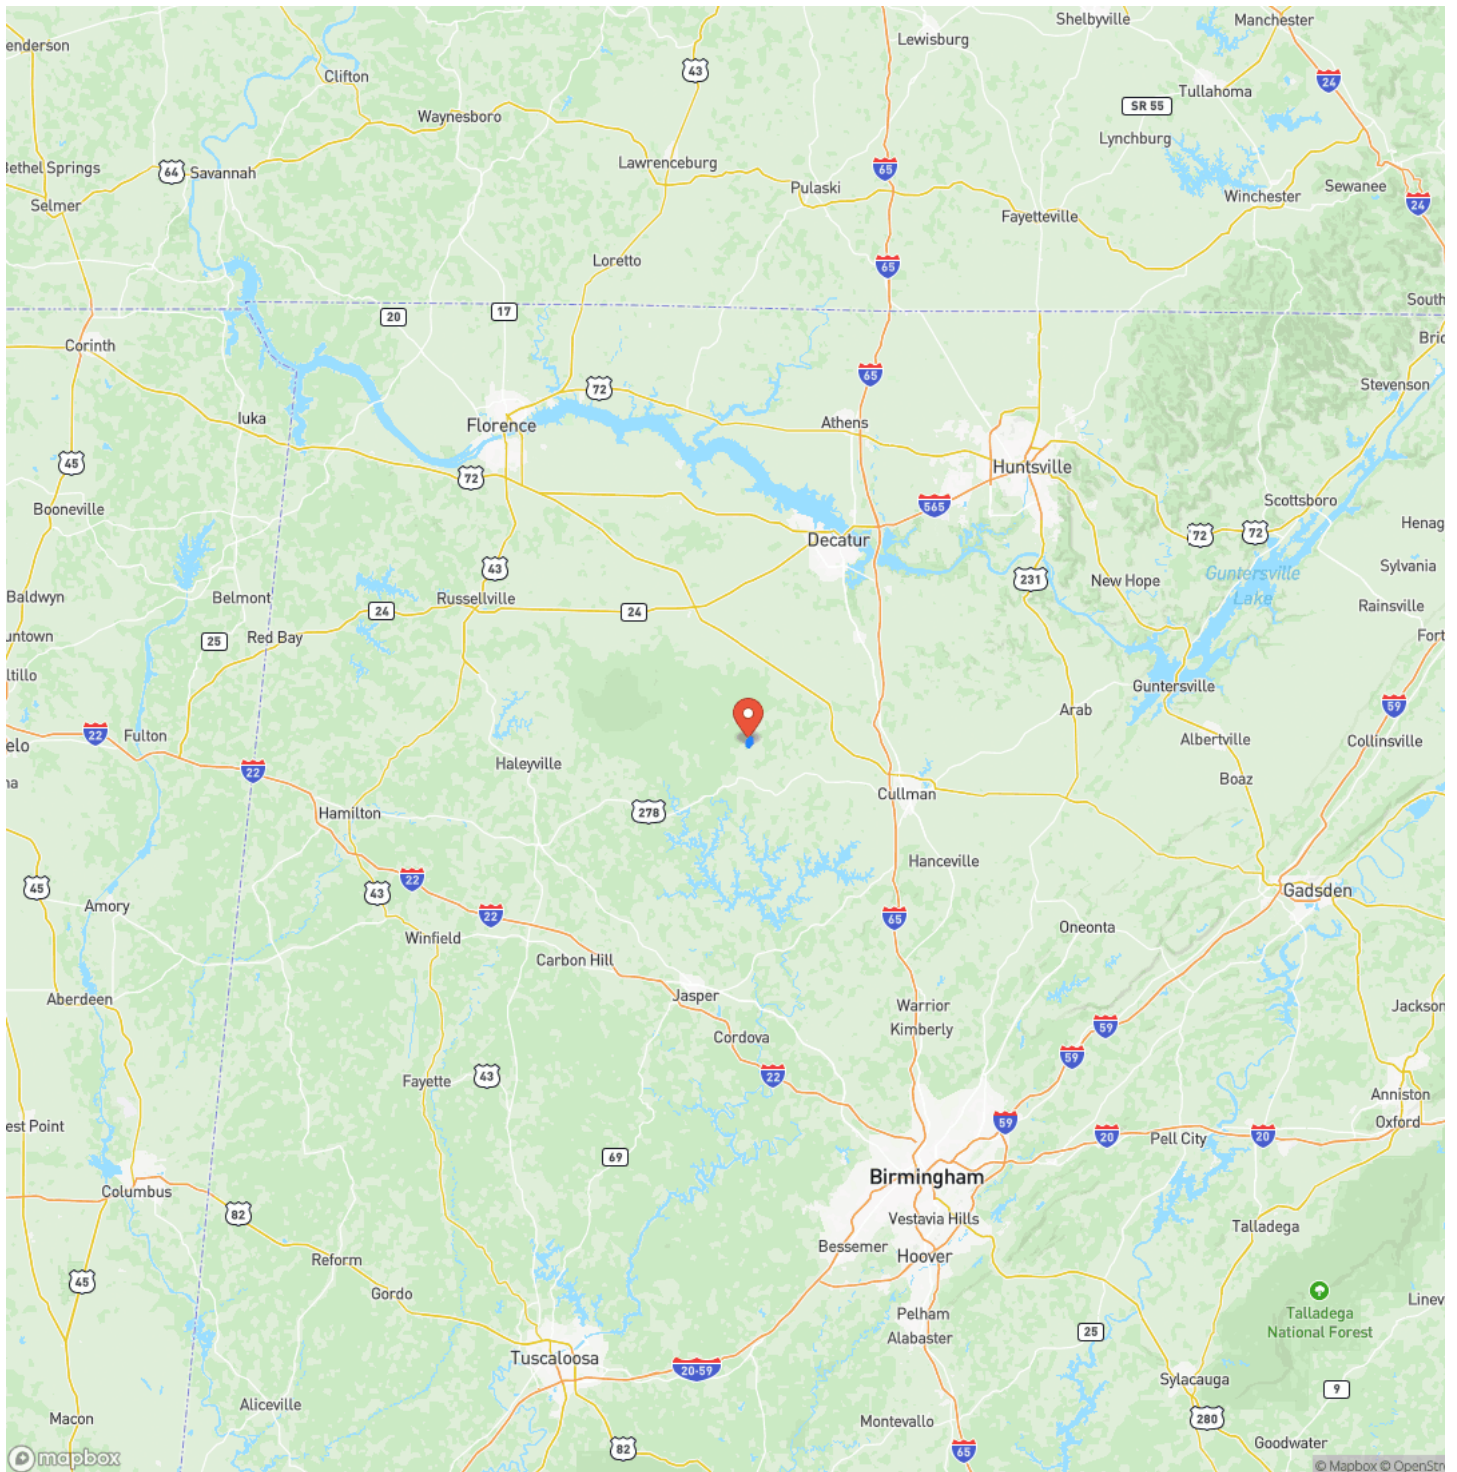 Shelbyville
Manchester
Lewisburg
enderson
Clifton
43
24
Tullahoma
SR 55
Waynesboro
Lynchburg
Lawrenceburg
65
Bethel Springs
64
Savannah
Pulaski
Sewanee
Winchester
Selmer
24
Fayetteville
Loretto
65
South
20
17
Corinth
Bric
65
Stevenson
72
Iuka
Florence
Athens
45
Huntsville
72
Scottsboro
565
Booneville
Henag
72
72
Decatur
43
Guntersville
Lake
Sylvania
231
New Hope
Baldwyn
Belmont
Russellville
24
24
Rainsville
untown
25
Red Bay
Fort
ltillo
Guntersville
59
Arab
22
Fulton
Albertville
Collinsville
elo
Haleyville
22
Boaz
na
Cullman
278
Hamilton
Hanceville
22
45
43
Gadsden
Amory
22
65
Oneonta
Winfield
Carbon Hill
Jasper
Aberdeen
Warrior
Jackson
Kimberly
59
Cordova
59
Fayette
43
22
Anniston
est Point
59
Oxford
20
Pell City
20
69
Birmingham
Columbus
82
Vestavia Hills
Talladega
Bessemer
Hoover
Reform
45
Gordo
Pelham
Talladega
National Forest
Linev
25
Alabaster
Tuscaloosa
20-59
Sylacauga
9
Aliceville
Macon
280
Montevallo
82
65
Goodwater
mapbox
© Mapbox © OpenStre